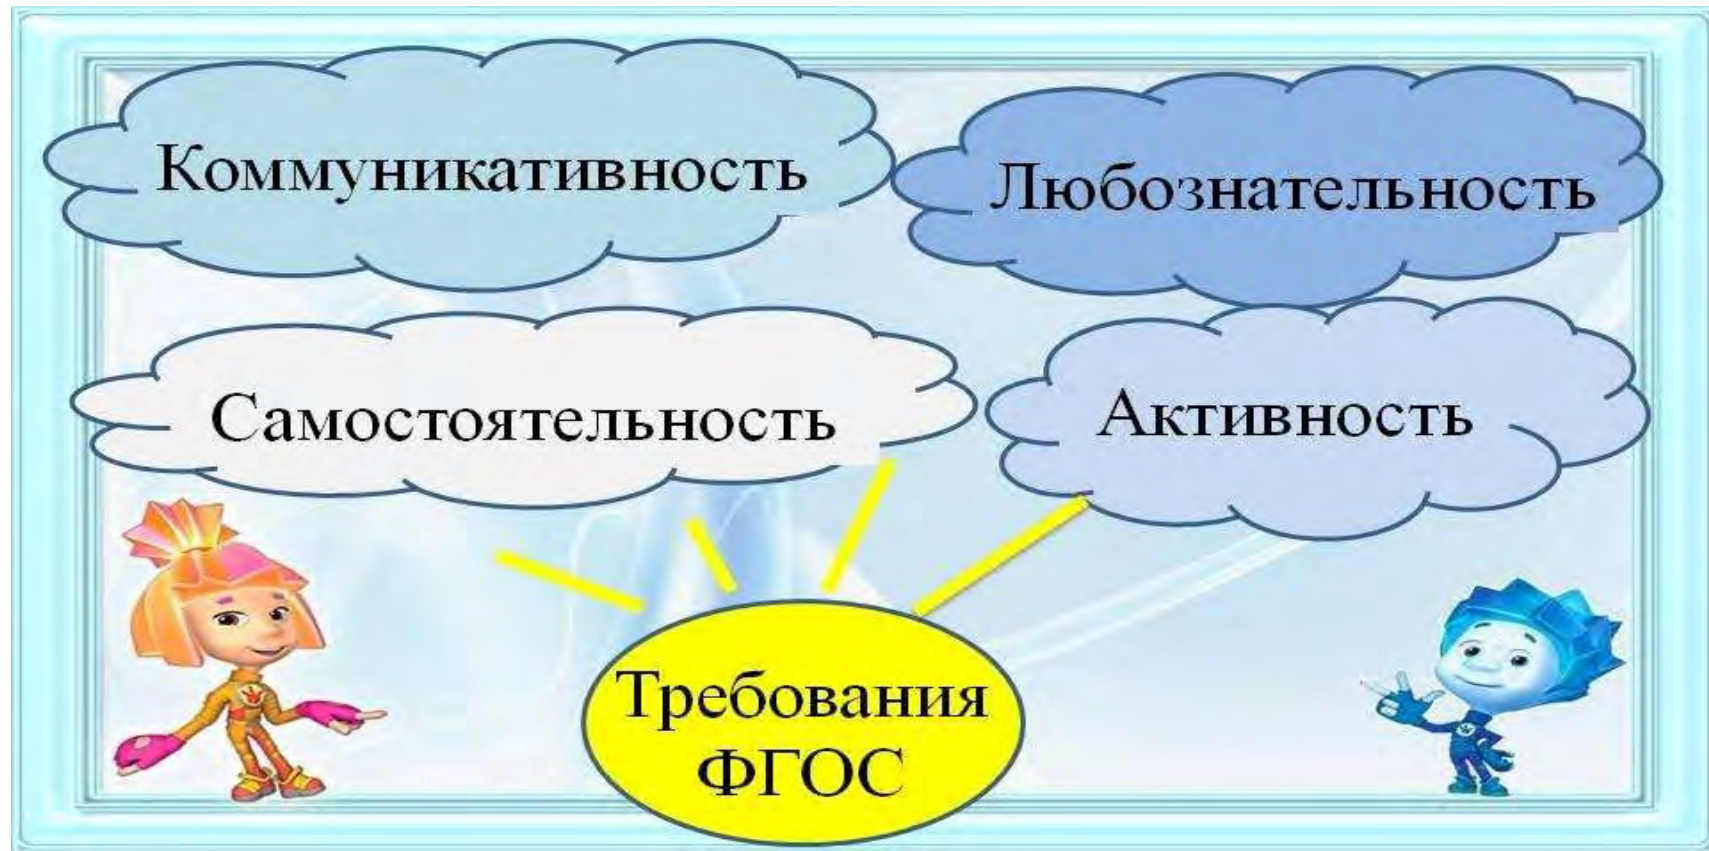 Коммуникативность
Любознательность
Самостоятельность
Активность
Требования
ФГОС